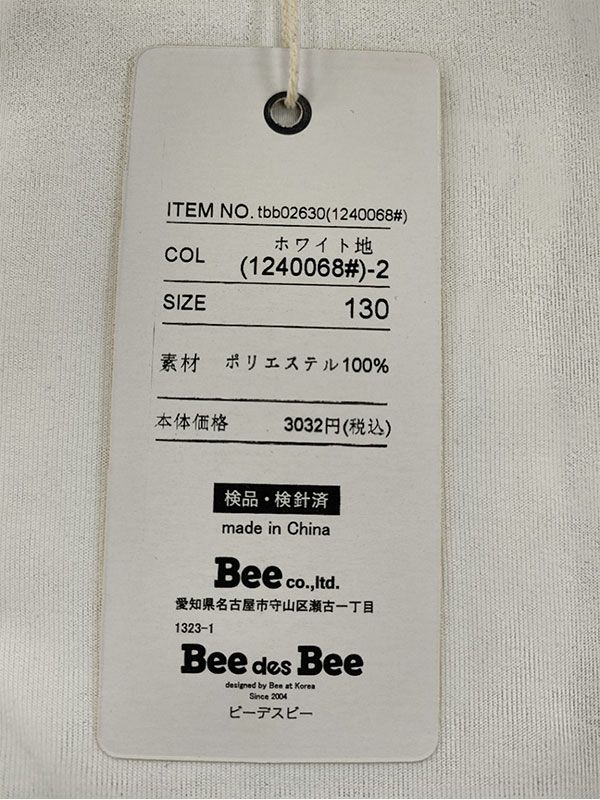 ITEM NO. tbb02630(1240068#)
ホワイト地
COL (1240068#)-2
SIZE 130
素材 ポリエステル100%
本体価格 3032円(税込)
検品・検針済
made in China
Bee co.,ltd.
愛知県名古屋市守山区瀬古一丁目
1323-1
Bee des Bee
designed by Bee at Korea
Since 2004
ビーデスビー